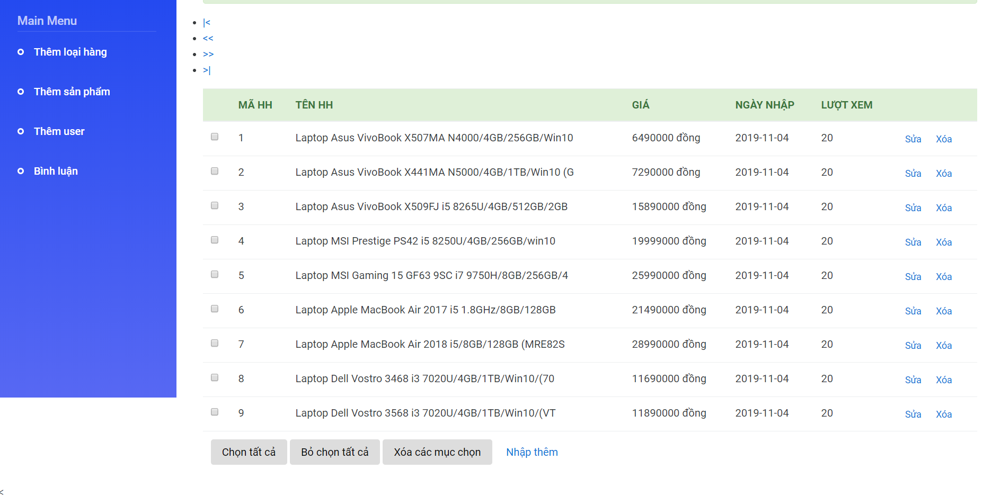 Main Menu
Thêm loại hàng
Thêm sản phẩm
Thêm user
Bình luận
|<
<<
>>
>|
MÃ HH TÊN HH GIÁ NGÀY NHẬP LƯỢT XEM
1 Laptop Asus VivoBook X507MA N4000/4GB/256GB/Win10 6490000 đồng 2019-11-04 20 Sửa Xóa
2 Laptop Asus VivoBook X441MA N5000/4GB/1TB/Win10 (G 7290000 đồng 2019-11-04 20 Sửa Xóa
3 Laptop Asus VivoBook X509FJ i5 8265U/4GB/512GB/2GB 15890000 đồng 2019-11-04 20 Sửa Xóa
4 Laptop MSI Prestige PS42 i5 8250U/4GB/256GB/win10 19999000 đồng 2019-11-04 20 Sửa Xóa
5 Laptop MSI Gaming 15 GF63 9SC i7 9750H/8GB/256GB/4 25990000 đồng 2019-11-04 20 Sửa Xóa
6 Laptop Apple MacBook Air 2017 i5 1.8GHz/8GB/128GB 21490000 đồng 2019-11-04 20 Sửa Xóa
7 Laptop Apple MacBook Air 2018 i5/8GB/128GB (MRE82S 28990000 đồng 2019-11-04 20 Sửa Xóa
8 Laptop Dell Vostro 3468 i3 7020U/4GB/1TB/Win10/(70 11690000 đồng 2019-11-04 20 Sửa Xóa
9 Laptop Dell Vostro 3568 i3 7020U/4GB/1TB/Win10/(VT 11890000 đồng 2019-11-04 20 Sửa Xóa
Chọn tất cả Bỏ chọn tất cả Xóa các mục chọn Nhập thêm
<